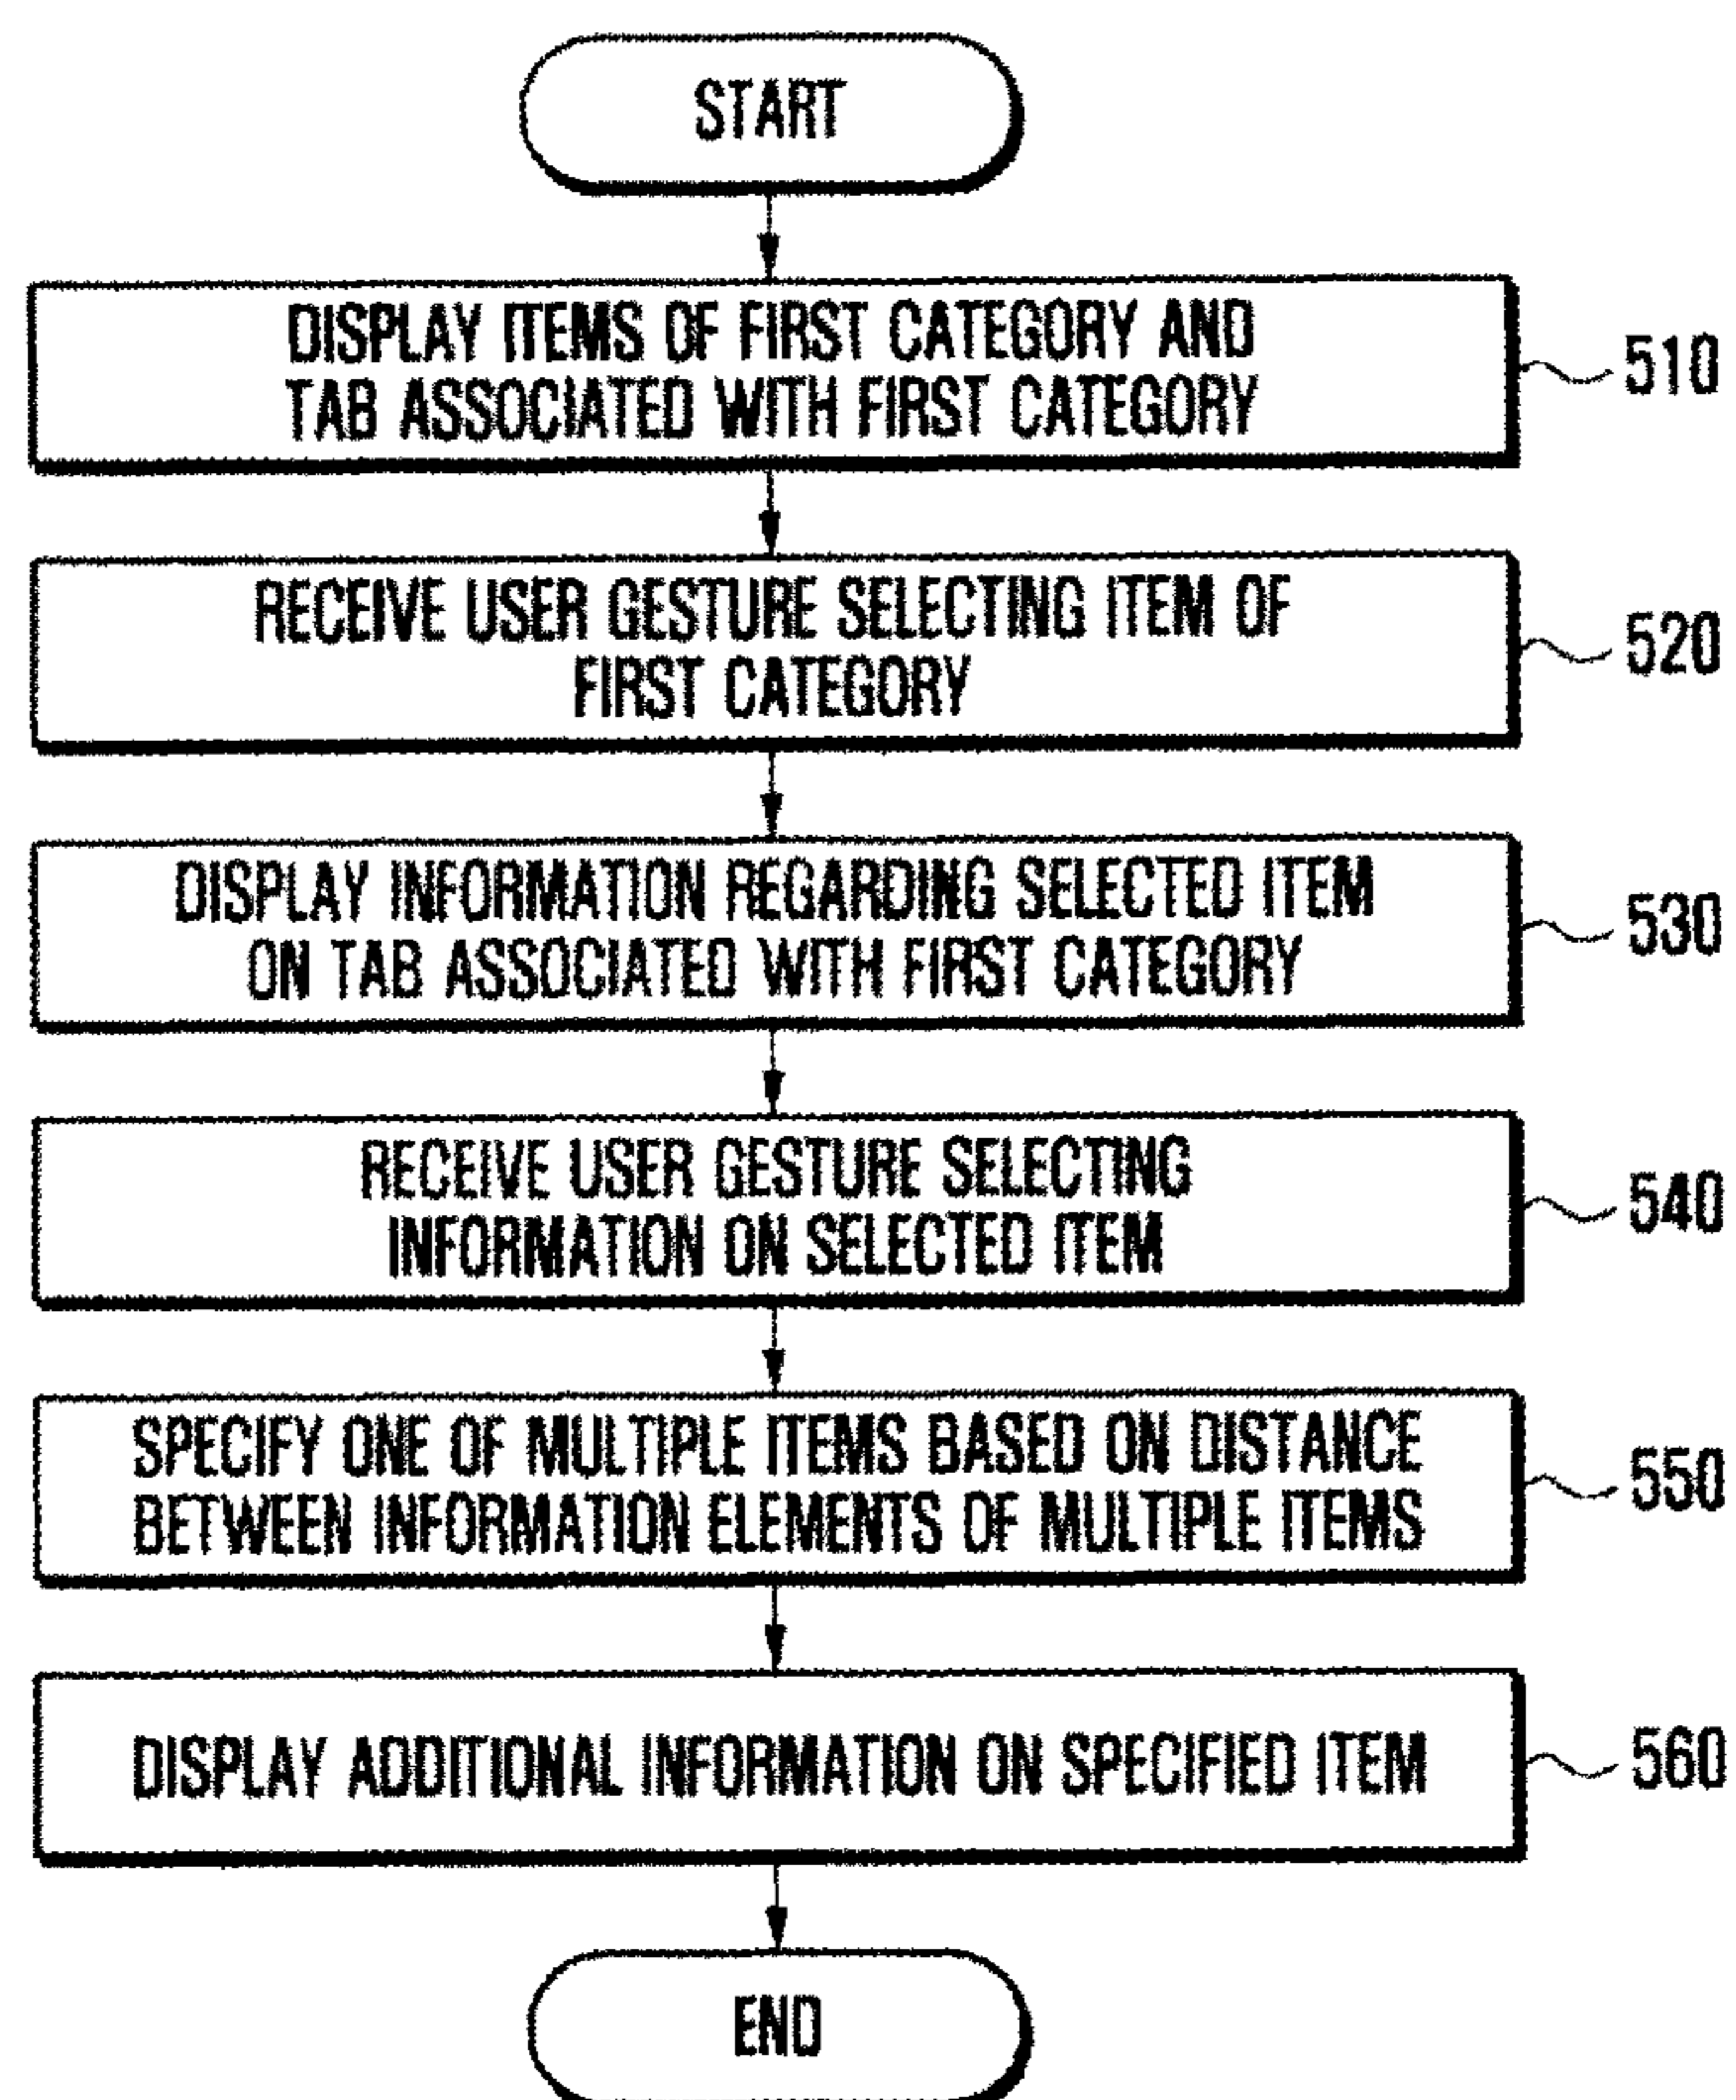 START
DISPLAY ITEMS OF FIRST CATEGORY AND
TAB ASSOCIATED WITH FIRST CATEGORY
510
RECEIVE USER GESTURE SELECTING ITEM OF
FIRST CATEGORY
520
DISPLAY INFORMATION REGARDING SELECTED ITEM
ON TAB ASSOCIATED WITH FIRST CATEGORY
530
RECEIVE USER GESTURE SELECTING
INFORMATION ON SELECTED ITEM
540
SPECIFY ONE OF MULTIPLE ITEMS BASED ON DISTANCE
BETWEEN INFORMATION ELEMENTS OF MULTIPLE ITEMS
550
DISPLAY ADDITIONAL INFORMATION ON SPECIFIED ITEM
560
END